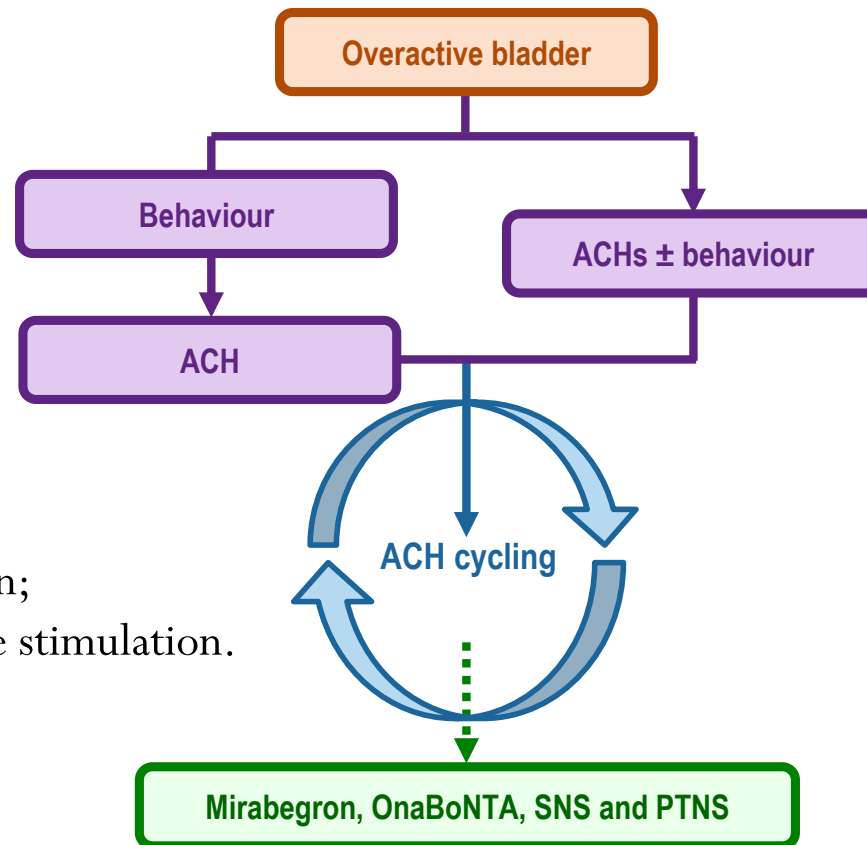 Overactive bladder
Behaviour
ACHs ± behaviour
ACH
ACH cycling
n;
e stimulation.
Mirabegron, OnaBoNTA, SNS and PTNS